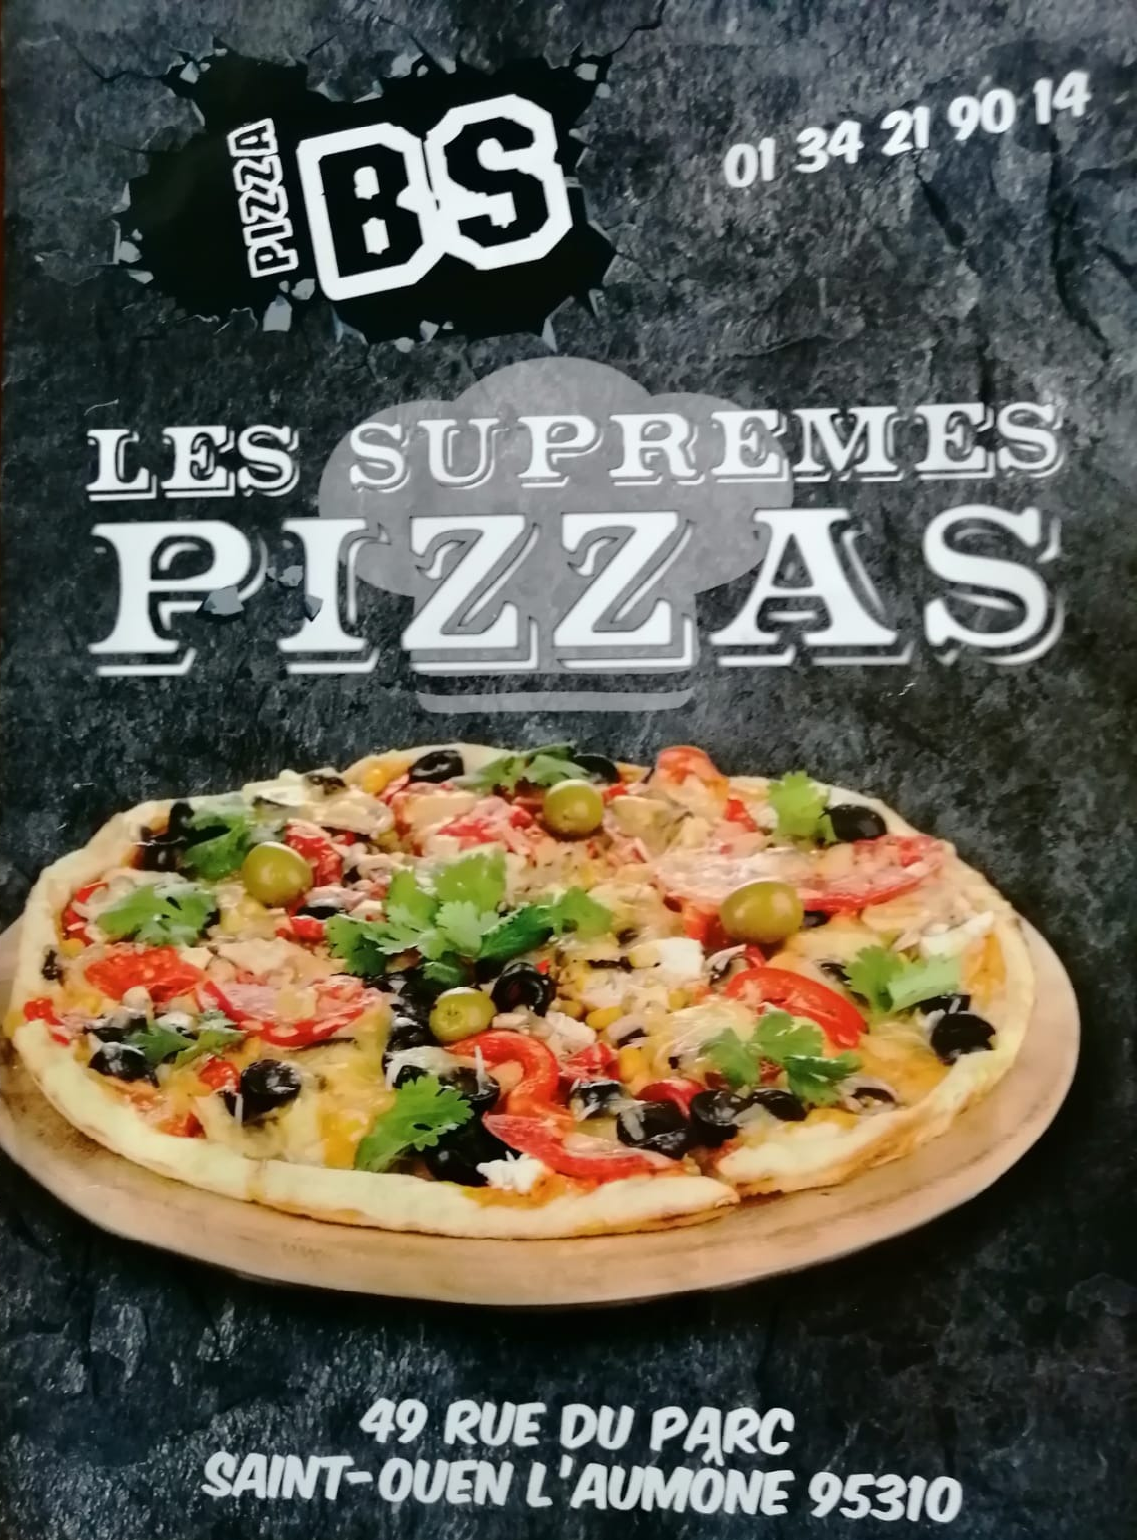 PIZZA
BS
01 34 21 90 14
LES SUPREMES
PIZZAS
49 RUE DU PARC
SAINT-OUEN L'AUMÔNE 95310